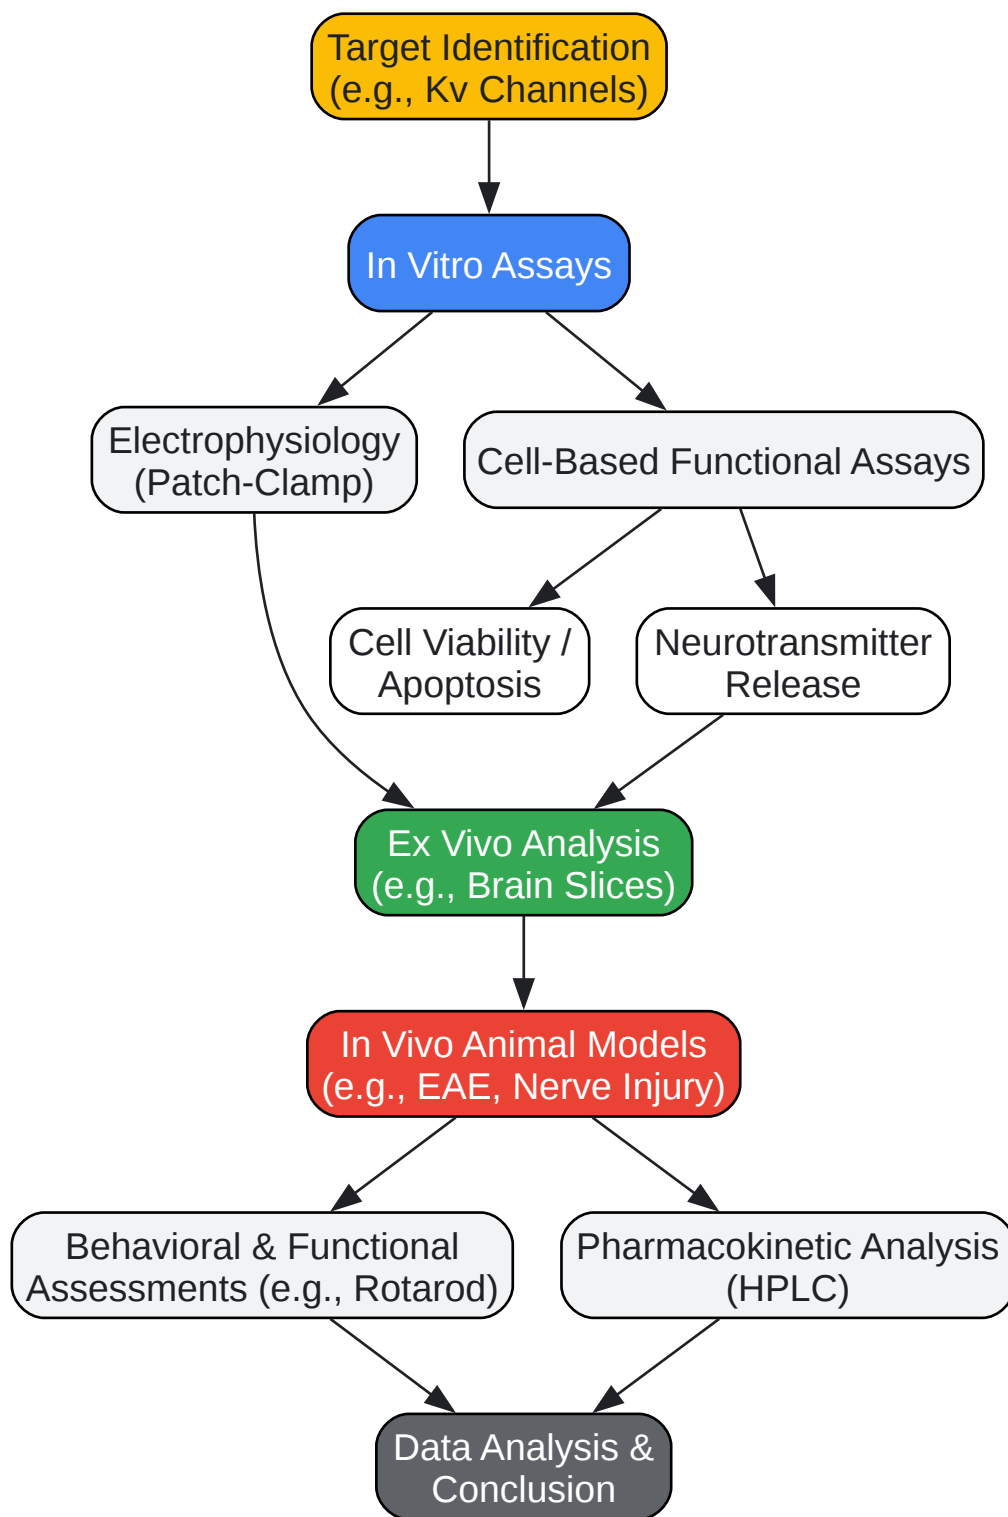 Target Identification
(e.g., Kv Channels)
In Vitro Assays
Electrophysiology
(Patch-Clamp)
Cell-Based Functional Assays
Cell Viability /
Apoptosis
Neurotransmitter
Release
Ex Vivo Analysis
(e.g., Brain Slices)
In Vivo Animal Models
(e.g., EAE, Nerve Injury)
Behavioral & Functional
Assessments (e.g., Rotarod)
Pharmacokinetic Analysis
(HPLC)
Data Analysis &
Conclusion